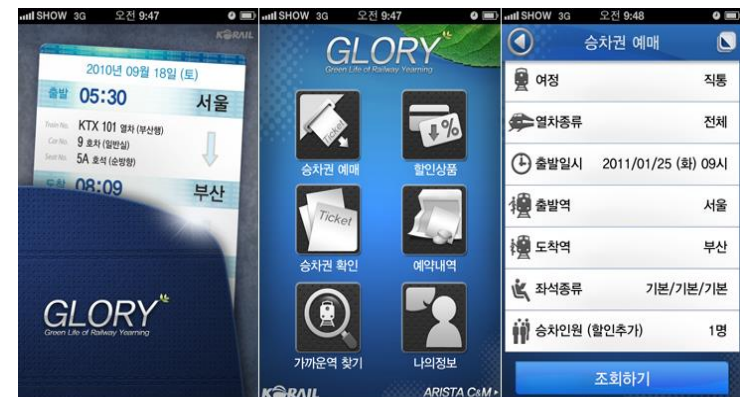 SHOW 3G 오전 9:47
KORAIL
2010년 09월 18일 (토)
출발 05:30 서울
Train No. KTX 101 열차 (부산행)
Car No. 9 호차 (일반실)
Seat No. 5A 호석 (순방향)
도착 08:09 부산
GLORY
Green Life of Railway Yearning
SHOW 3G 오전 9:47
GLORY
Green Life of Railway Yearning
Ticket
%
승차권 예매 할인상품
Ticket
승차권 확인 예약내역
가까운역 찾기 나의정보
KORAIL ARISTA C&M
SHOW 3G 오전 9:48
승차권 예매
여정 직통
열차종류 전체
출발일시 2011/01/25 (화) 09시
출발역 서울
도착역 부산
좌석종류 기본/기본/기본
승차인원 (할인추가) 1명
조회하기